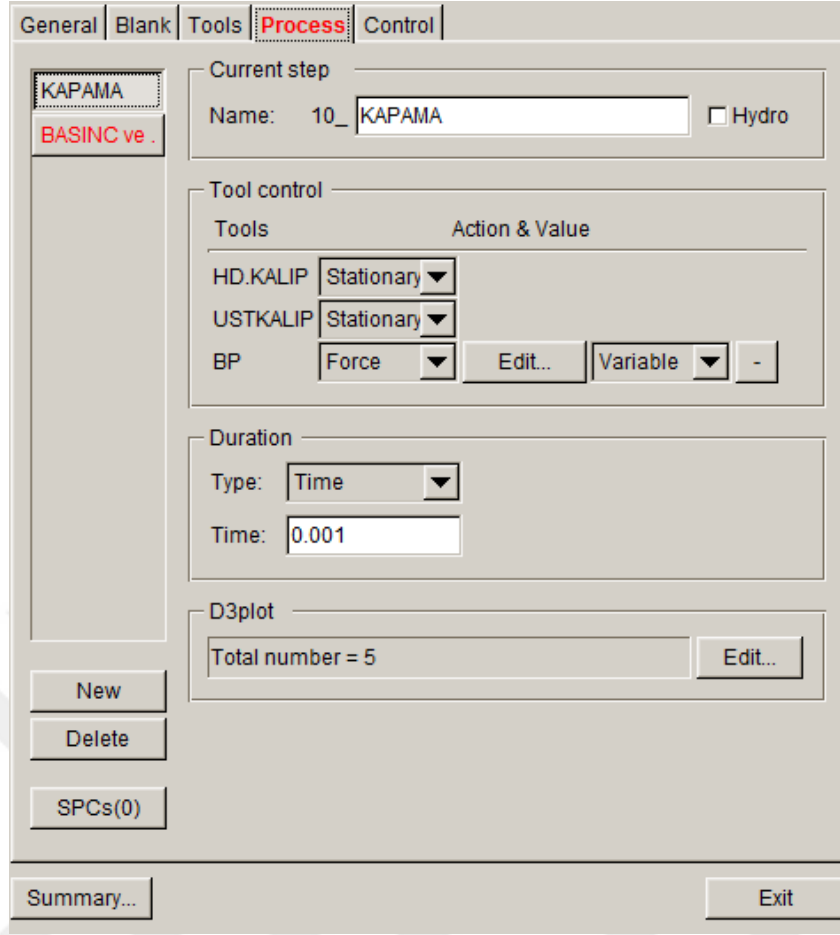 General Blank Tools Process Control
KAPAMA
BASINC ve .
Current step
Name: 10_ KAPAMA Hydro
Tool control
Tools Action & Value
HD.KALIP Stationary
USTKALIP Stationary
BP Force Edit... Variable -
Duration
Type: Time
Time: 0.001
D3plot
Total number = 5 Edit...
New
Delete
SPCs(0)
Summary... Exit